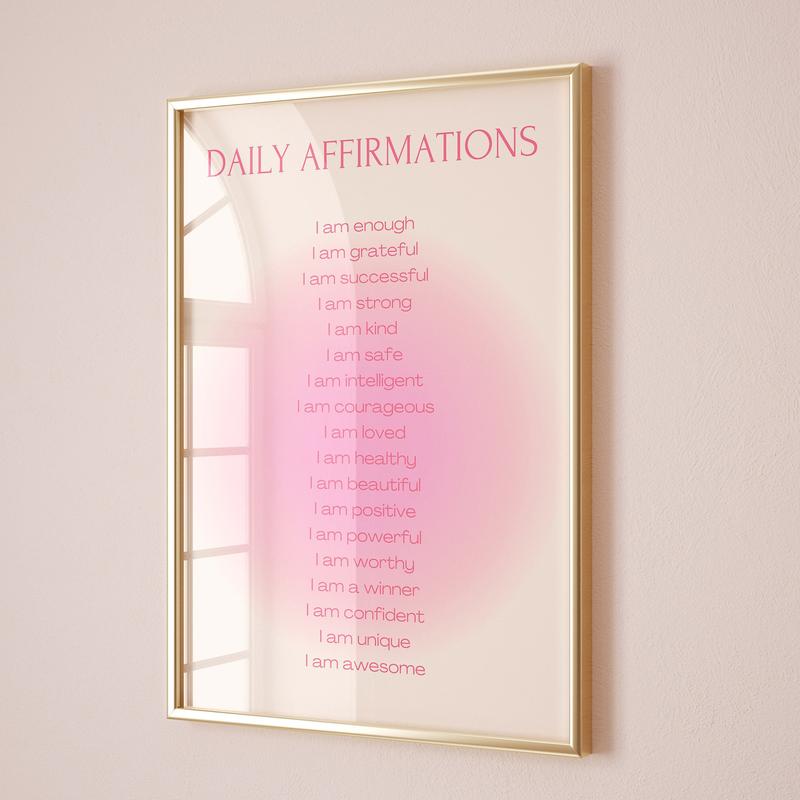 DAILY AFFIRMATIONS
I am enough
I am grateful
I am successful
I am strong
I am kind
I am safe
I am intelligent
I am courageous
I am loved
I am healthy
I am beautiful
I am positive
I am powerful
I am worthy
I am a winner
I am confident
I am unique
I am awesome